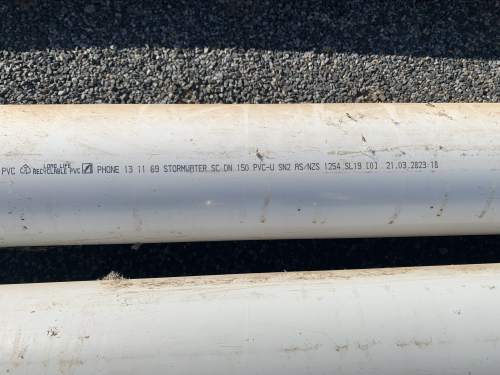 PVC LONG LIFE RECYCLABLE PVC PHONE 13 11 69 STORMWATER SC DN 150 PVC-U SN2 AS/NZS 1254 SL19 [0] 21.03.2023-18